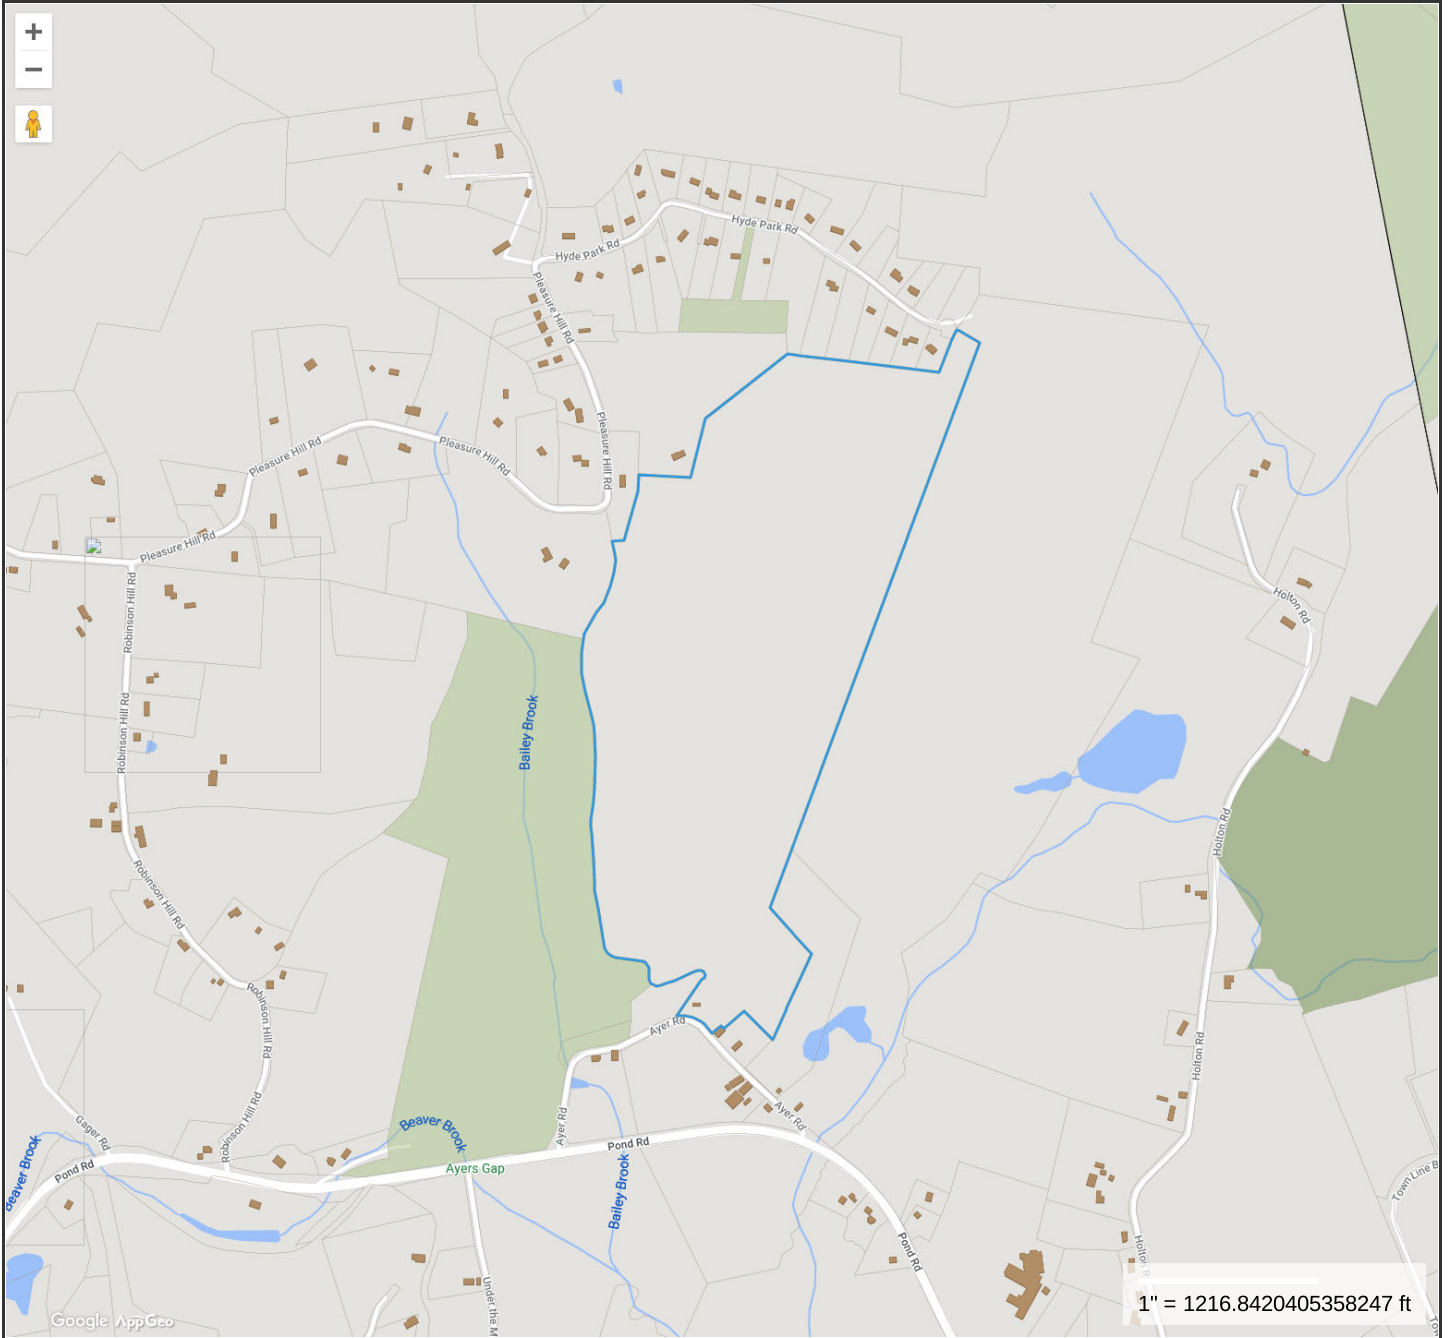 +
−
Hyde Park Rd
Hyde Park Rd
Pleasure Hill Rd
Pleasure Hill Rd
Pleasure Hill Rd
Pleasure Hill Rd
Pleasure Hill Rd
Robinson Hill Rd
Holton Rd
Robinson Hill Rd
Bailey Brook
Holton Rd
Robinson Hill Rd
Robinson Hill Rd
Ayer Rd
Holton Rd
Gager Rd
Robinson Hill Rd
Beaver Brook
Ayer Rd
Ayer Rd
Beaver Brook
Pond Rd
Pond Rd
Ayers Gap
Bailey Brook
Town Line B
Pond Rd
Holton R
Under the M
Google AppGeo
1" = 1216.8420405358247 ft